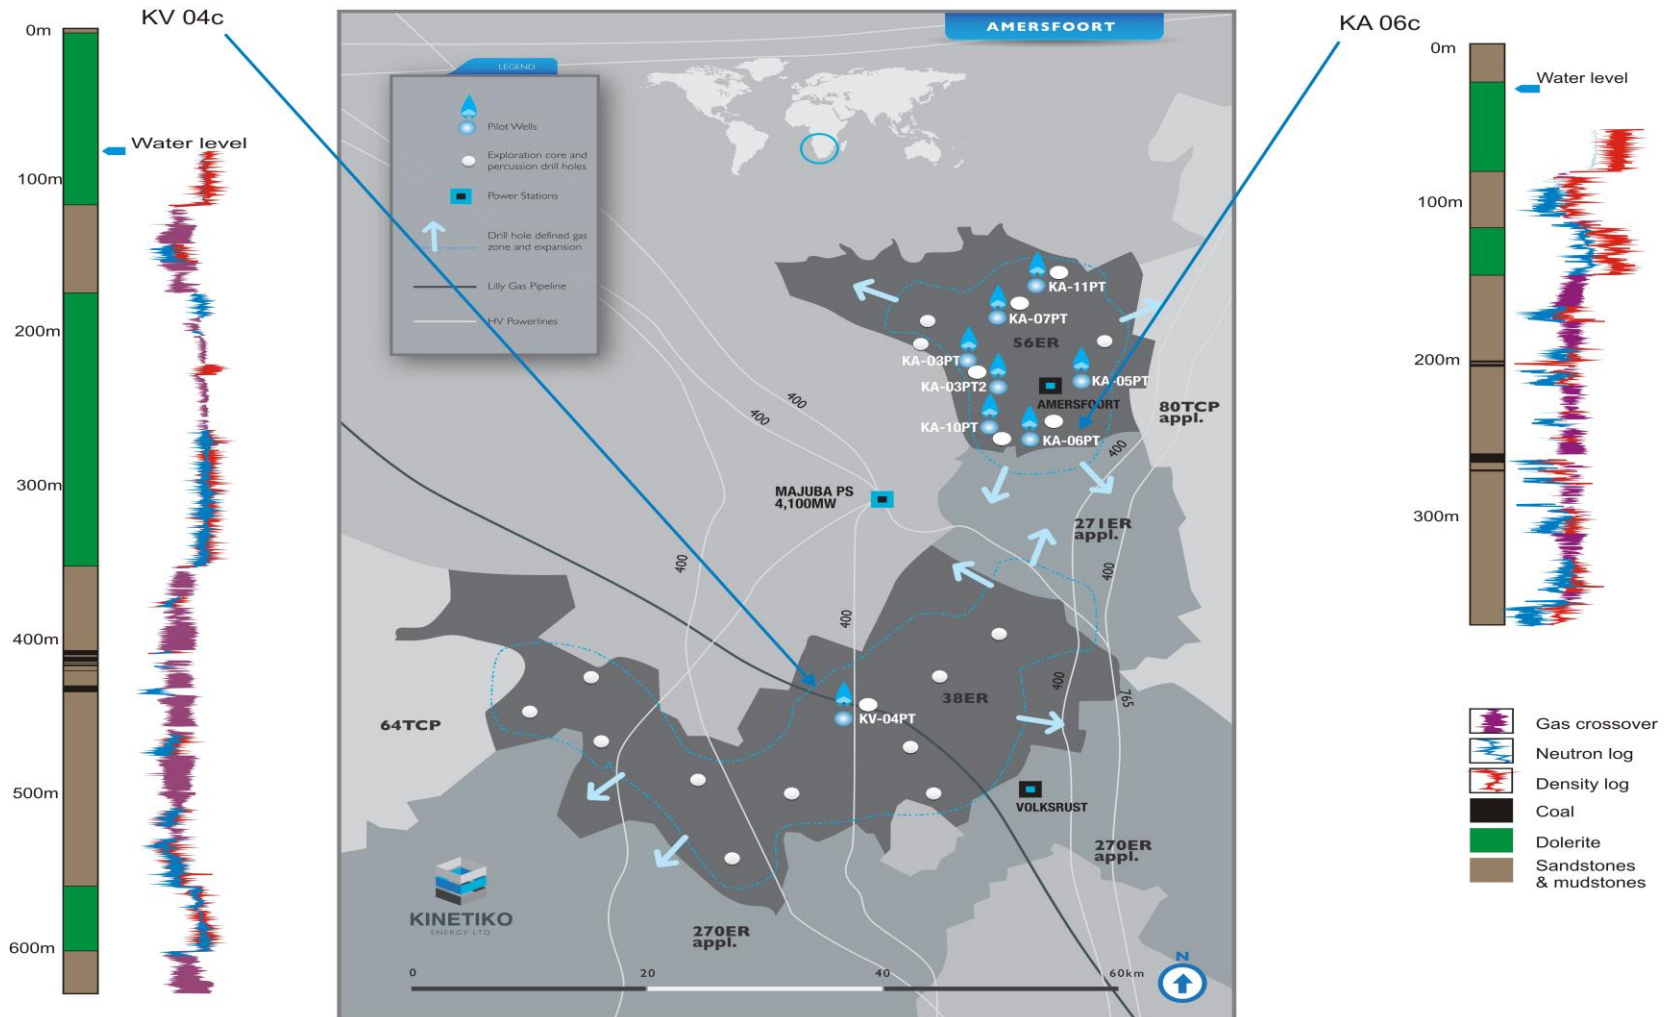 KV 04c
0m
Water level
100m
200m
300m
400m
500m
600m
AMERSFOORT
LEGEND
Pilot Wells
Exploration core and
percussion drill holes
Power Stations
Drill hole defined gas
zone and expansion
Lilly Gas Pipeline
HV Powerlines
KA-11PT
KA-07PT
56ER
KA-03PT
KA-03PT2
KA-05PT
AMERSFOORT
KA-10PT
KA-06PT
80TCP
appl.
400
400
400
MAJUBA PS
4,100MW
271ER
appl.
400
400
400
400
765
38ER
KV-04PT
64TCP
VOLKSRUST
270ER
appl.
270ER
appl.
KINETIKO
ENERGY LTD
0
20
40
60km
N
KA 06c
0m
Water level
100m
200m
300m
Gas crossover
Neutron log
Density log
Coal
Dolerite
Sandstones
& mudstones